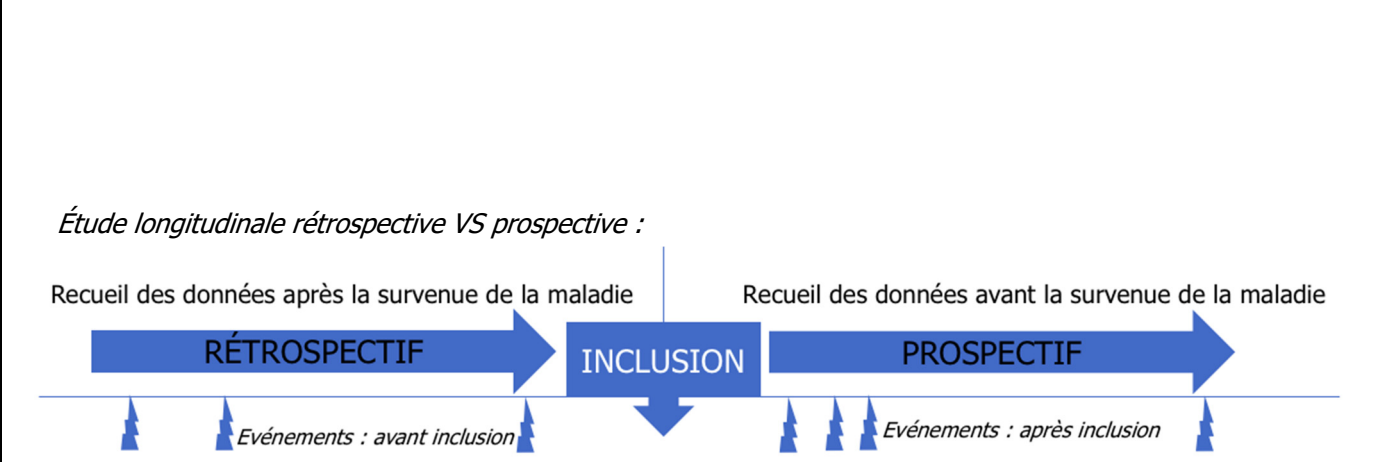 Étude longitudinale rétrospective VS prospective :
Recueil des données après la survenue de la maladie
Recueil des données avant la survenue de la maladie
RÉTROSPECTIF
INCLUSION
PROSPECTIF
Evénements : avant inclusion
Evénements : après inclusion